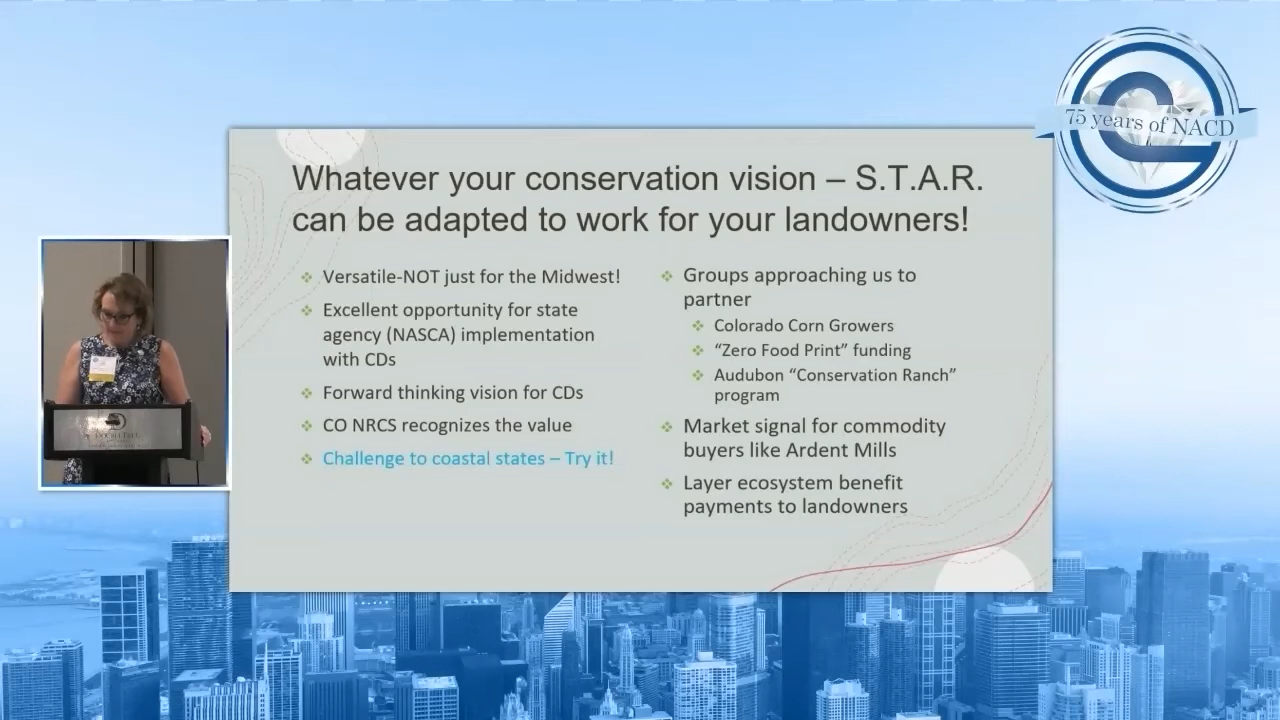 75 years of NACD
Whatever your conservation vision – S.T.A.R.
can be adapted to work for your landowners!
Versatile-NOT just for the Midwest!
Excellent opportunity for state
agency (NASCA) implementation
with CDs
Forward thinking vision for CDs
CO NRCS recognizes the value
Challenge to coastal states – Try it!
Groups approaching us to
partner
Colorado Corn Growers
“Zero Food Print” funding
Audubon “Conservation Ranch”
program
Market signal for commodity
buyers like Ardent Mills
Layer ecosystem benefit
payments to landowners
DOUBLETREE